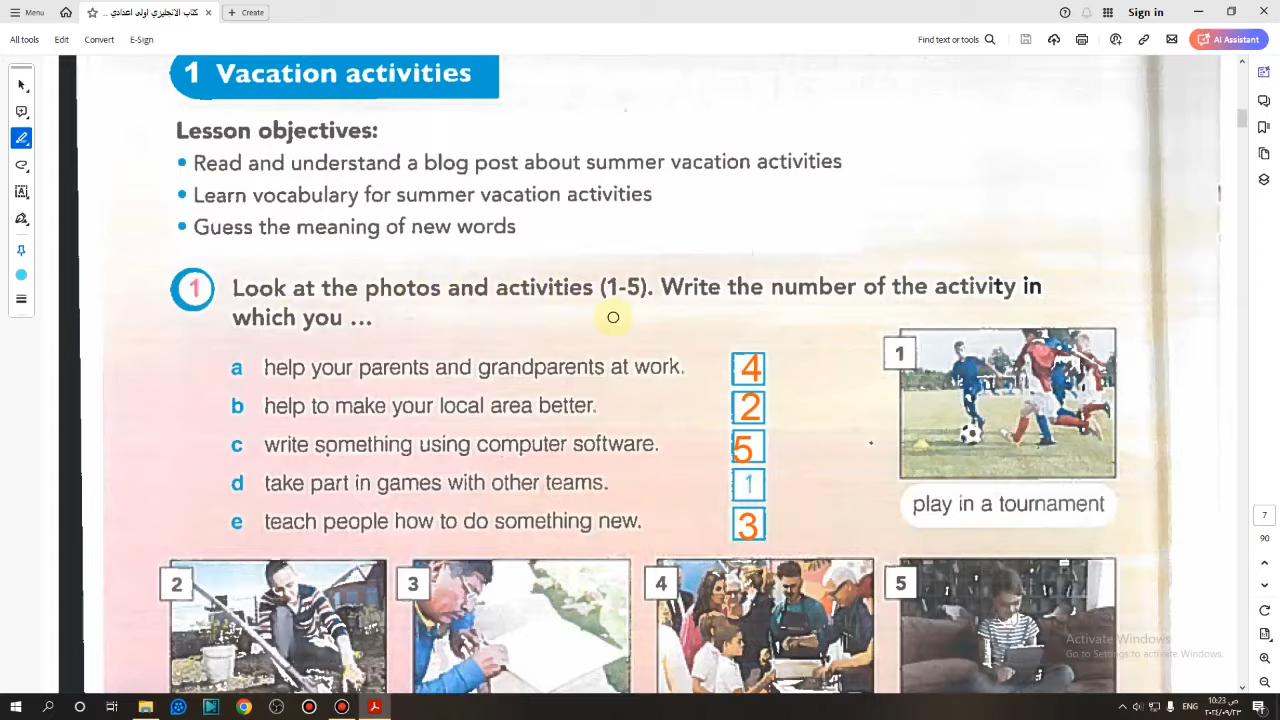 Menu
كتاب الانجليزي اولى اعدادي ...
Create
Sign in
All tools
Edit
Convert
E-Sign
Find text or tools
AI Assistant
1 Vacation activities
Lesson objectives:
• Read and understand a blog post about summer vacation activities
• Learn vocabulary for summer vacation activities
• Guess the meaning of new words
1 Look at the photos and activities (1-5). Write the number of the activity in
which you ...
a help your parents and grandparents at work. 4
b help to make your local area better. 2
c write something using computer software. 5
d take part in games with other teams. 1
e teach people how to do something new. 3
1
play in a tournament
2
3
4
5
7
90
Activate Windows
Go to Settings to activate Windows.
ENG
10:23 ص